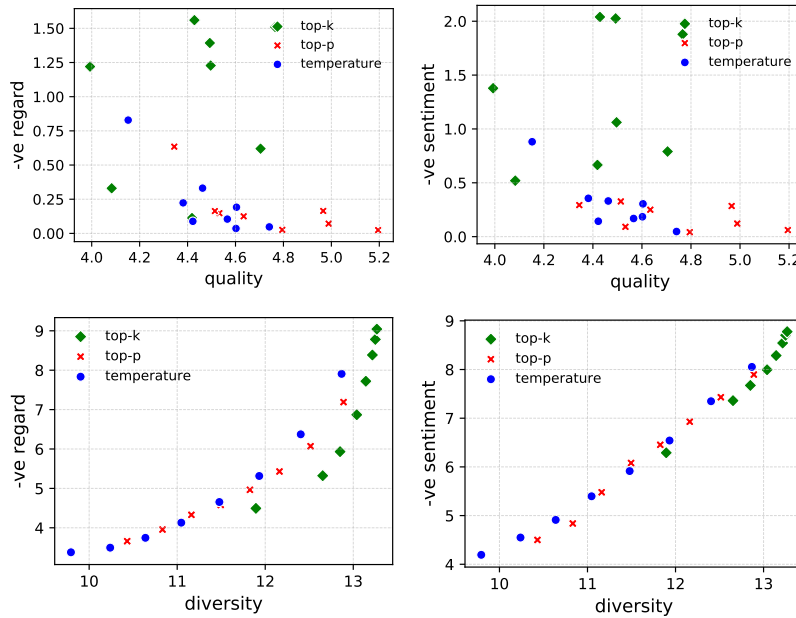 -ve regard
1.50
1.25
1.00
0.75
0.50
0.25
0.00
top-k
top-p
temperature
4.0 4.2 4.4 4.6 4.8 5.0 5.2
quality
-ve sentiment
2.0
1.5
1.0
0.5
0.0
top-k
top-p
temperature
4.0 4.2 4.4 4.6 4.8 5.0 5.2
quality
-ve regard
9
8
7
6
5
4
top-k
top-p
temperature
10 11 12 13
diversity
-ve sentiment
9
8
7
6
5
4
top-k
top-p
temperature
10 11 12 13
diversity